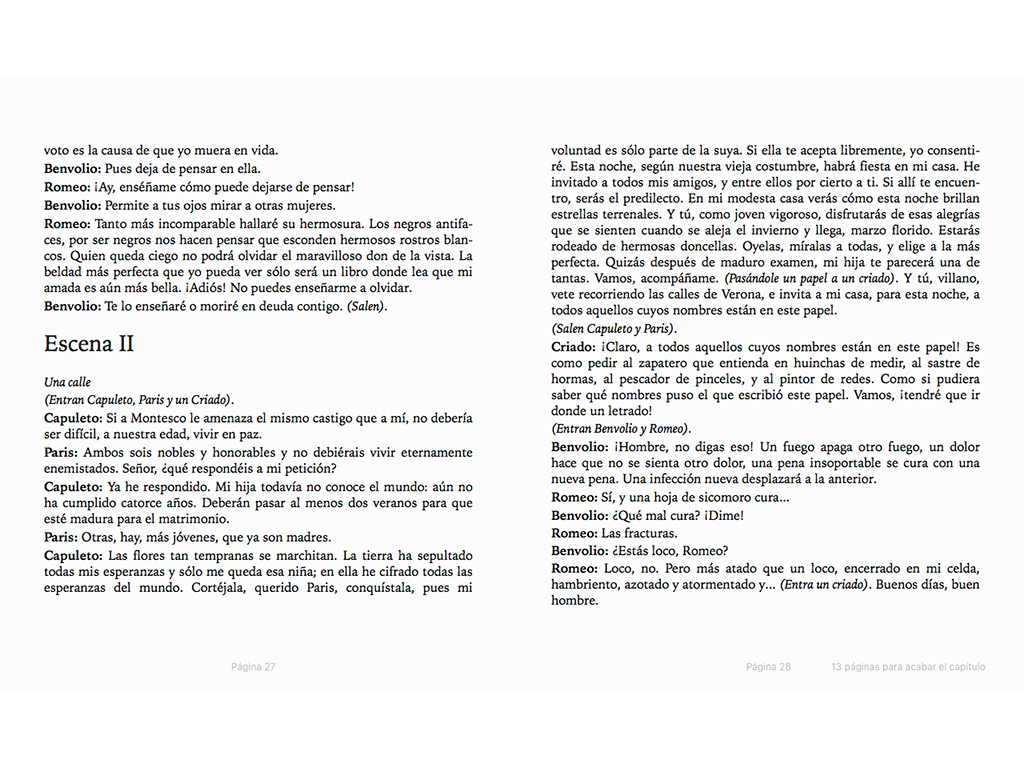 voto es la causa de que yo muera en vida.
Benvolio: Pues deja de pensar en ella.
Romeo: ¡Ay, enséñame cómo puede dejarse de pensar!
Benvolio: Permite a tus ojos mirar a otras mujeres.
Romeo: Tanto más incomparable hallaré su hermosura. Los negros antifa-
ces, por ser negros nos hacen pensar que esconden hermosos rostros blan-
cos. Quien queda ciego no podrá olvidar el maravilloso don de la vista. La
beldad más perfecta que yo pueda ver sólo será un libro donde lea que mi
amada es aún más bella. ¡Adiós! No puedes enseñarme a olvidar.
Benvolio: Te lo enseñaré o moriré en deuda contigo. (Salen).
Escena II
Una calle
(Entran Capuleto, Paris y un Criado).
Capuleto: Si a Montesco le amenaza el mismo castigo que a mí, no debería
ser difícil, a nuestra edad, vivir en paz.
Paris: Ambos sois nobles y honorables y no debiérais vivir eternamente
enemistados. Señor, ¿qué respondéis a mi petición?
Capuleto: Ya he respondido. Mi hija todavía no conoce el mundo: aún no
ha cumplido catorce años. Deberán pasar al menos dos veranos para que
esté madura para el matrimonio.
Paris: Otras, hay, más jóvenes, que ya son madres.
Capuleto: Las flores tan tempranas se marchitan. La tierra ha sepultado
todas mis esperanzas y sólo me queda esa niña; en ella he cifrado todas las
esperanzas del mundo. Cortéjala, querido Paris, conquístala, pues mi
Página 27
voluntad es sólo parte de la suya. Si ella te acepta libremente, yo consenti-
ré. Esta noche, según nuestra vieja costumbre, habrá fiesta en mi casa. He
invitado a todos mis amigos, y entre ellos por cierto a ti. Si allí te encuen-
tro, serás el predilecto. En mi modesta casa verás cómo esta noche brillan
estrellas terrenales. Y tú, como joven vigoroso, disfrutarás de esas alegrías
que se sienten cuando se aleja el invierno y llega, marzo florido. Estarás
rodeado de hermosas doncellas. Oyelas, míralas a todas, y elige a la más
perfecta. Quizás después de maduro examen, mi hija te parecerá una de
tantas. Vamos, acompáñame. (Pasándole un papel a un criado). Y tú, villano,
vete recorriendo las calles de Verona, e invita a mi casa, para esta noche, a
todos aquellos cuyos nombres están en este papel.
(Salen Capuleto y Paris).
Criado: ¡Claro, a todos aquellos cuyos nombres están en este papel! Es
como pedir al zapatero que entienda en huinchas de medir, al sastre de
hormas, al pescador de pinceles, y al pintor de redes. Como si pudiera
saber qué nombres puso el que escribió este papel. Vamos, ¡tendré que ir
donde un letrado!
(Entran Benvolio y Romeo).
Benvolio: ¡Hombre, no digas eso! Un fuego apaga otro fuego, un dolor
hace que no se sienta otro dolor, una pena insoportable se cura con una
nueva pena. Una infección nueva desplazará a la anterior.
Romeo: Sí, y una hoja de sicomoro cura...
Benvolio: ¿Qué mal cura? ¡Dime!
Romeo: Las fracturas.
Benvolio: ¿Estás loco, Romeo?
Romeo: Loco, no. Pero más atado que un loco, encerrado en mi celda,
hambriento, azotado y atormentado y... (Entra un criado). Buenos días, buen
hombre.
Página 28
13 páginas para acabar el capítulo